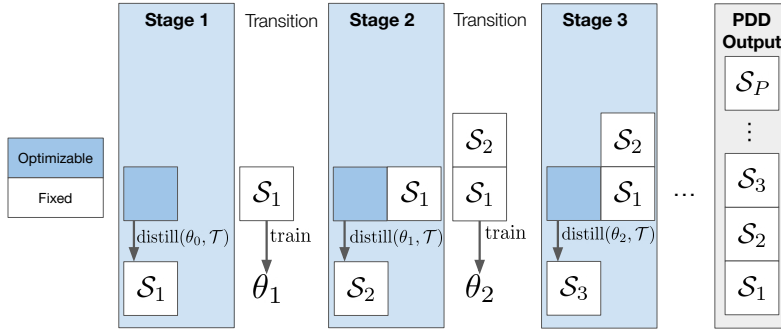 Stage 1
Transition
Stage 2
Transition
Stage 3
PDD
Output
Optimizable
Fixed
S_1
distill(θ_0, T)
S_1
train
θ_1
S_1
distill(θ_1, T)
S_2
S_2
S_1
train
θ_2
S_2
S_1
distill(θ_2, T)
S_3
...
S_P
⋮
S_3
S_2
S_1